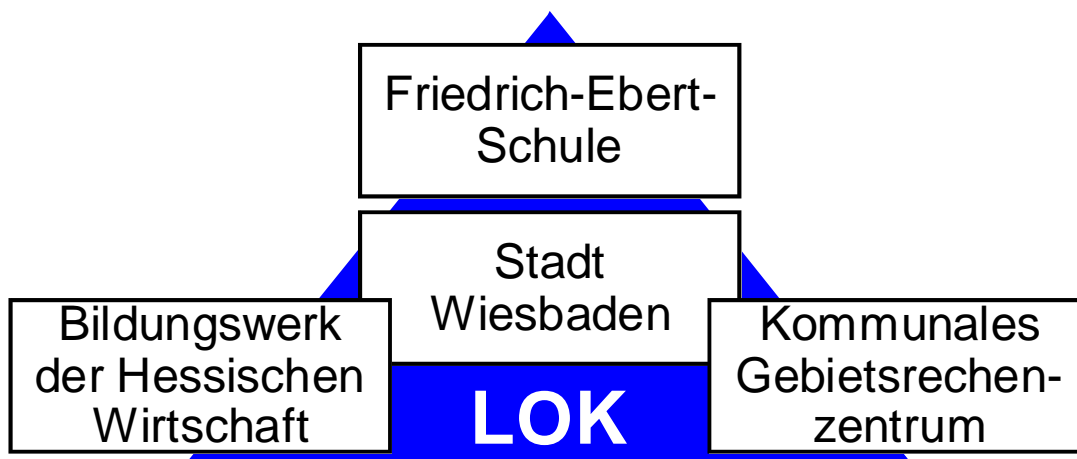 Friedrich-Ebert-
Schule
Stadt
Wiesbaden
Bildungswerk
der Hessischen
Wirtschaft
LOK
Kommunales
Gebietsrechen-
zentrum